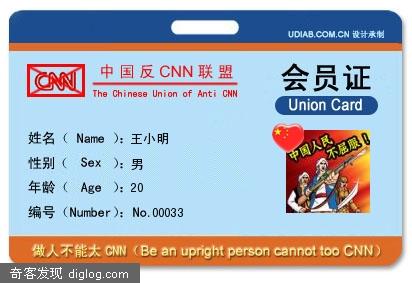 UDIAB.COM.CN 设计承制
CNN 中国反CNN联盟
The Chinese Union of Anti CNN
会员证
Union Card
姓名（ Name ）：王小明
性别（ Sex ）：男
年龄（ Age ）：20
编号（Number）：No.00033
中国人民
不屈服！
做人不能太 CNN（Be an upright person cannot too CNN）
奇客发现 diglog.com